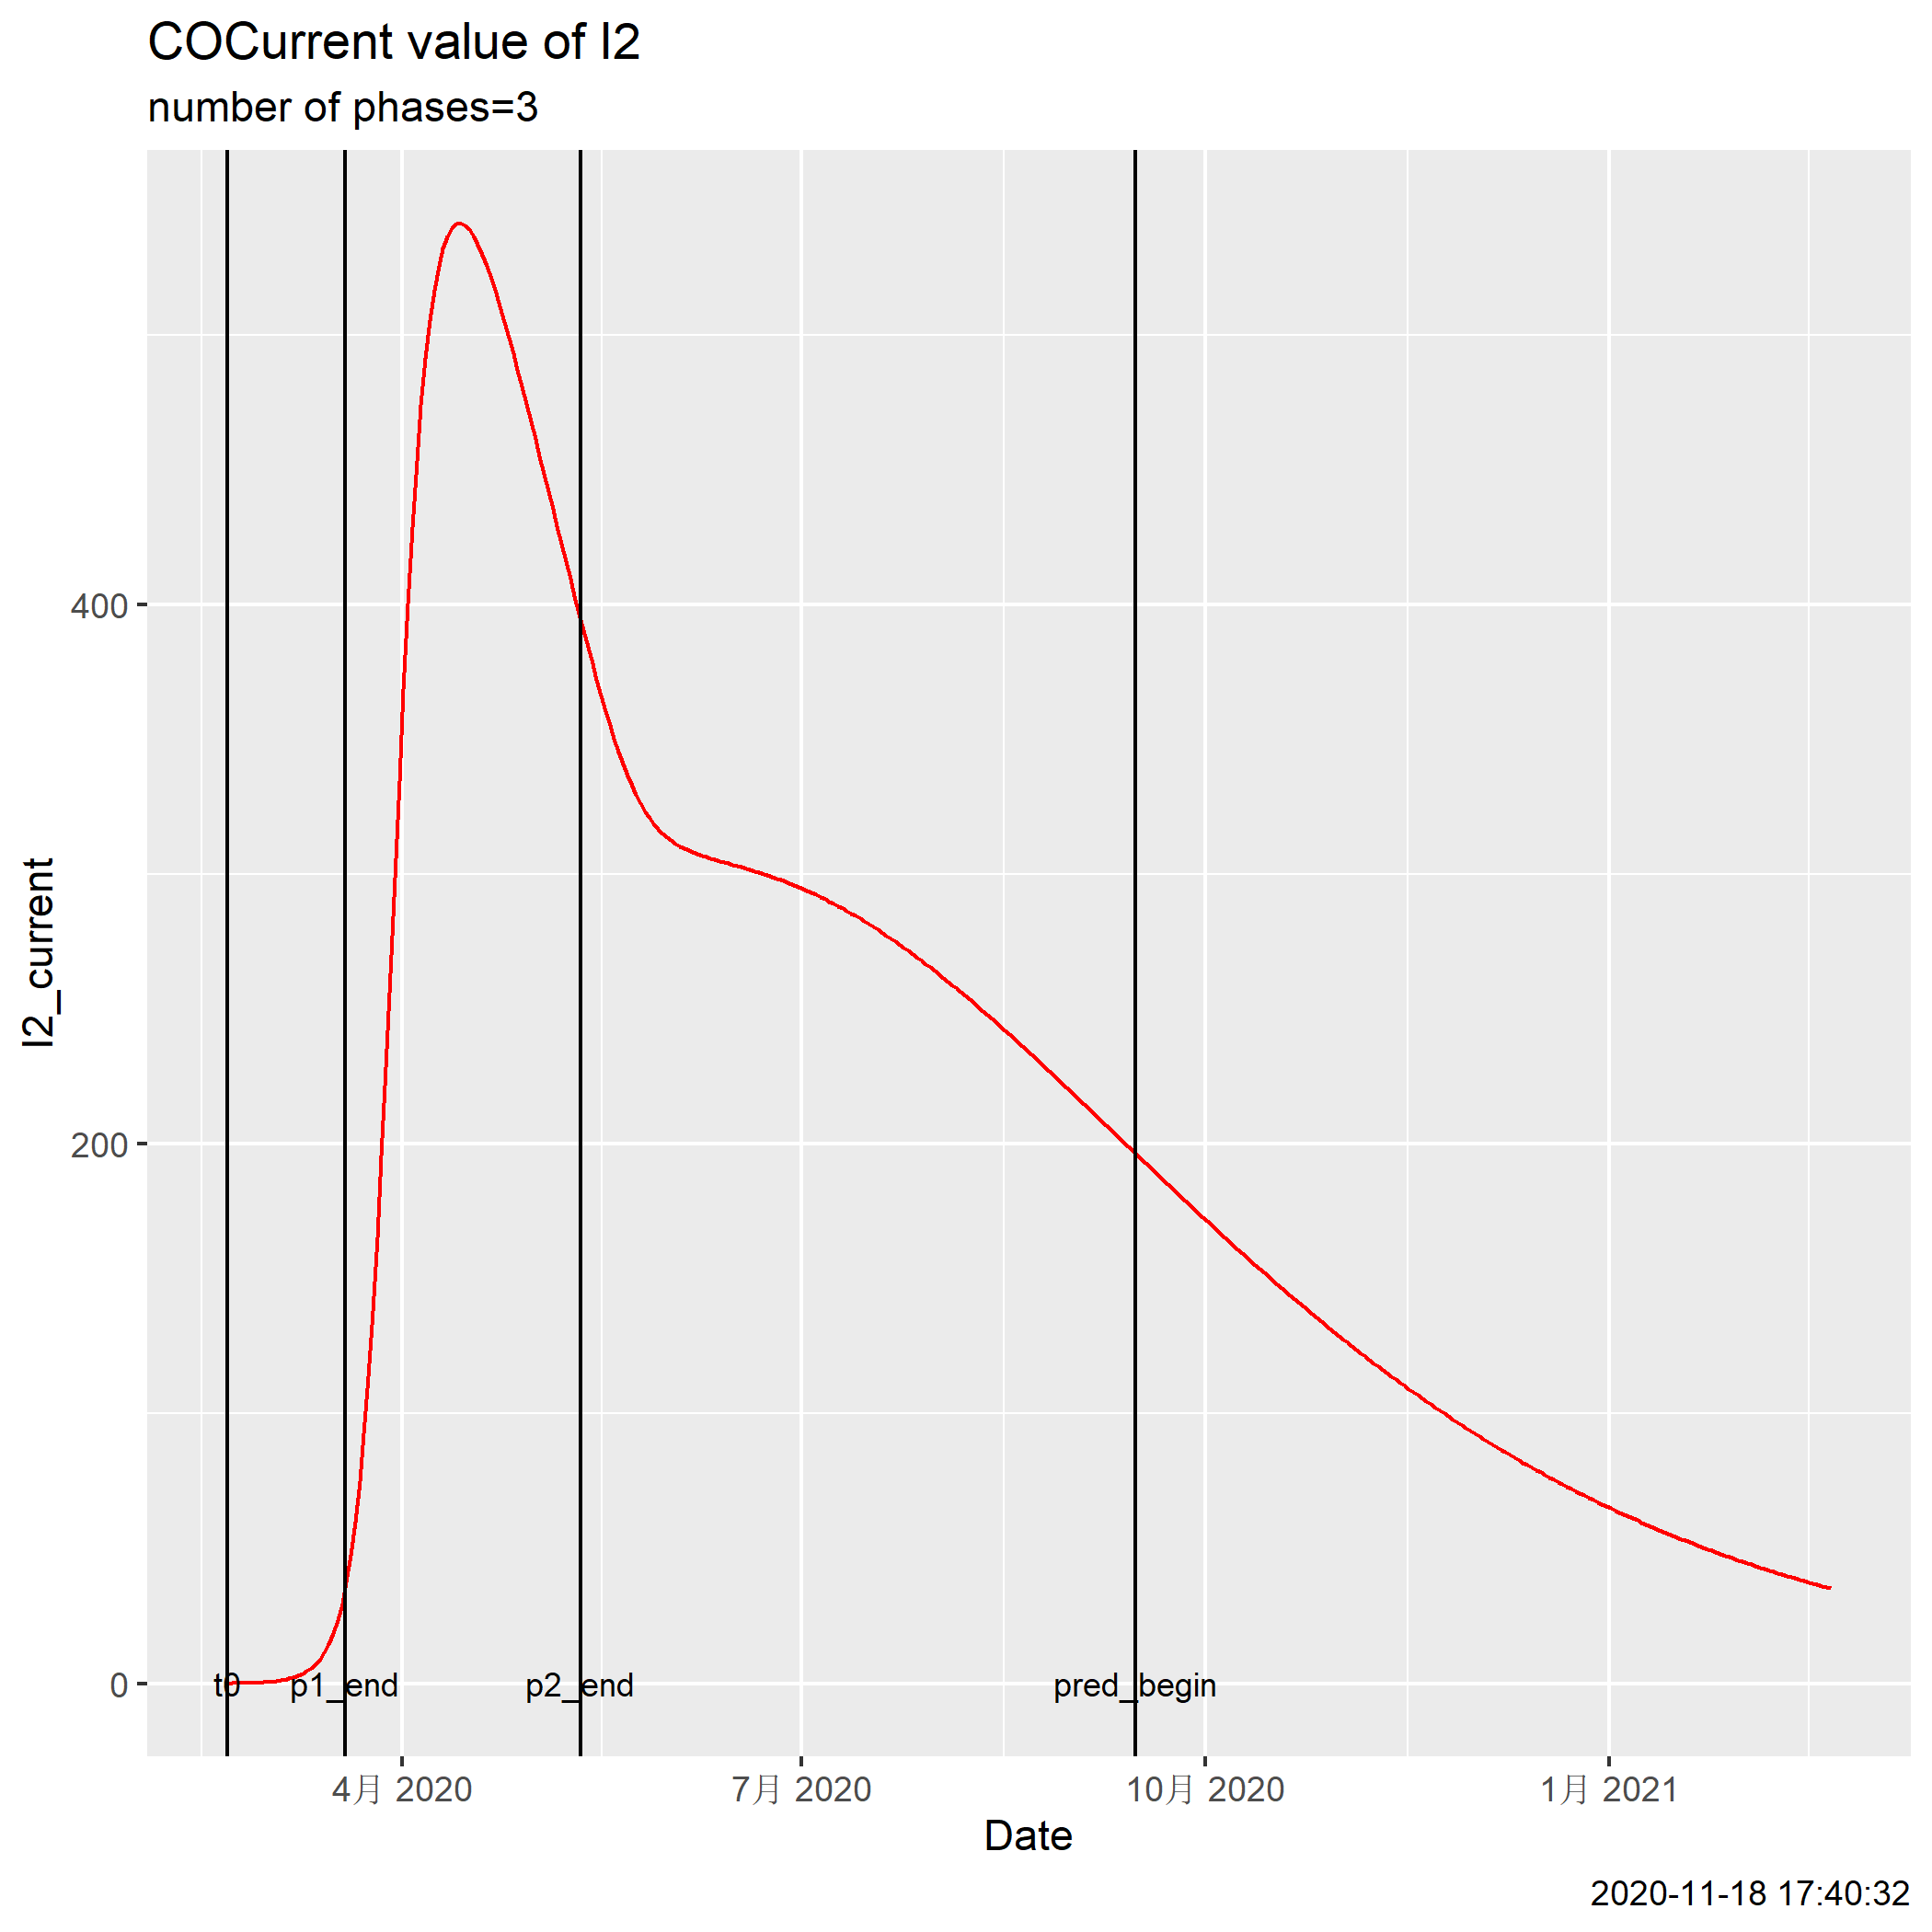 COCurrent value of I2
number of phases=3
I2_current
400
200
0
t0
p1_end
p2_end
pred_begin
4月 2020
7月 2020
10月 2020
1月 2021
Date
2020-11-18 17:40:32